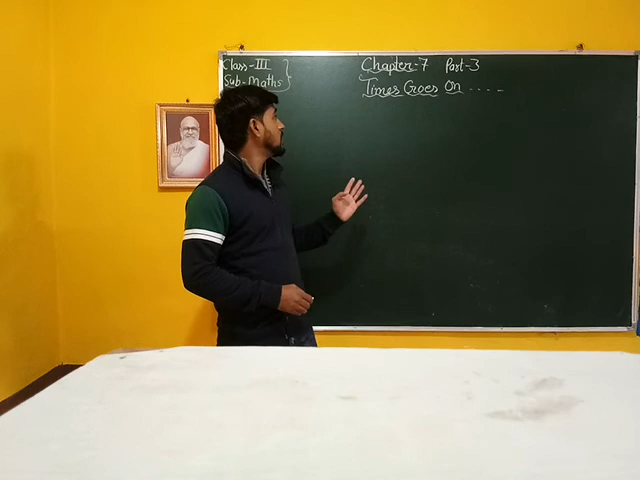 Class-III
Sub-Maths
Chapter-7 Part-3
Times Goes On ....